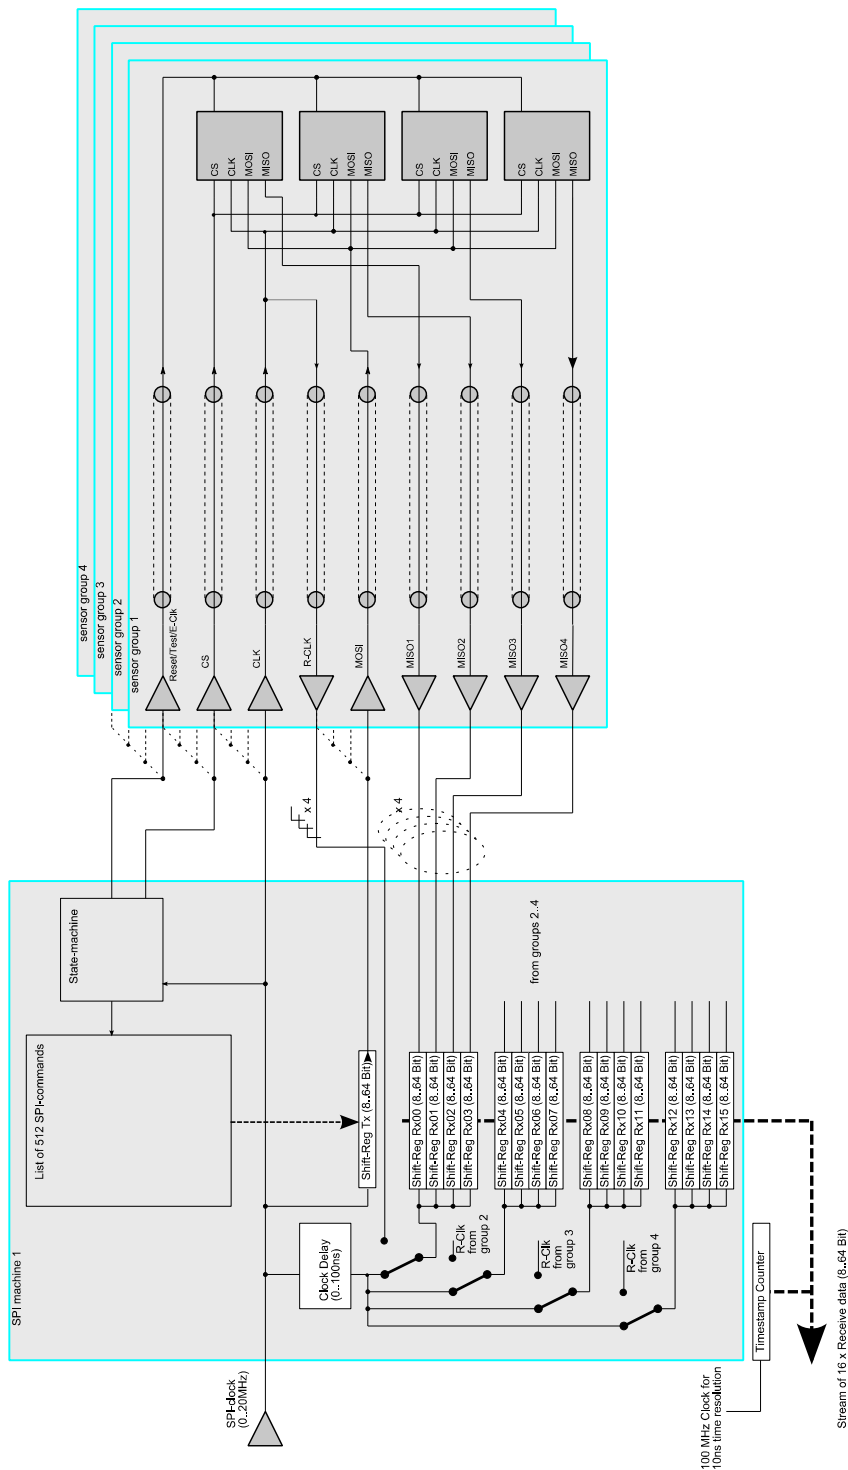 sensor group 4
sensor group 3
sensor group 2
sensor group 1
CS
CLK
MOSI
MISO
CS
CLK
MOSI
MISO
CS
CLK
MOSI
MISO
CS
CLK
MOSI
MISO
Reset/Test/E-Clk
CS
CLK
R-CLK
MOSI
MISO1
MISO2
MISO3
MISO4
x 4
x 4
SPI machine 1
State-machine
List of 512 SPI-commands
from groups 2..4
Shift-Reg Tx (8..64 Bit)
Shift-Reg Rx00 (8..64 Bit)
Shift-Reg Rx01 (8..64 Bit)
Shift-Reg Rx02 (8..64 Bit)
Shift-Reg Rx03 (8..64 Bit)
Shift-Reg Rx04 (8..64 Bit)
Shift-Reg Rx05 (8..64 Bit)
Shift-Reg Rx06 (8..64 Bit)
Shift-Reg Rx07 (8..64 Bit)
Shift-Reg Rx08 (8..64 Bit)
Shift-Reg Rx09 (8..64 Bit)
Shift-Reg Rx10 (8..64 Bit)
Shift-Reg Rx11 (8..64 Bit)
Shift-Reg Rx12 (8..64 Bit)
Shift-Reg Rx13 (8..64 Bit)
Shift-Reg Rx14 (8..64 Bit)
Shift-Reg Rx15 (8..64 Bit)
Clock Delay
(0..100ns)
R-Clk
from
group 2
R-Clk
from
group 3
R-Clk
from
group 4
SPI-clock
(0..20MHz)
Timestamp Counter
100 MHz Clock for
10ns time resolution
Stream of 16 x Receive data (8..64 Bit)